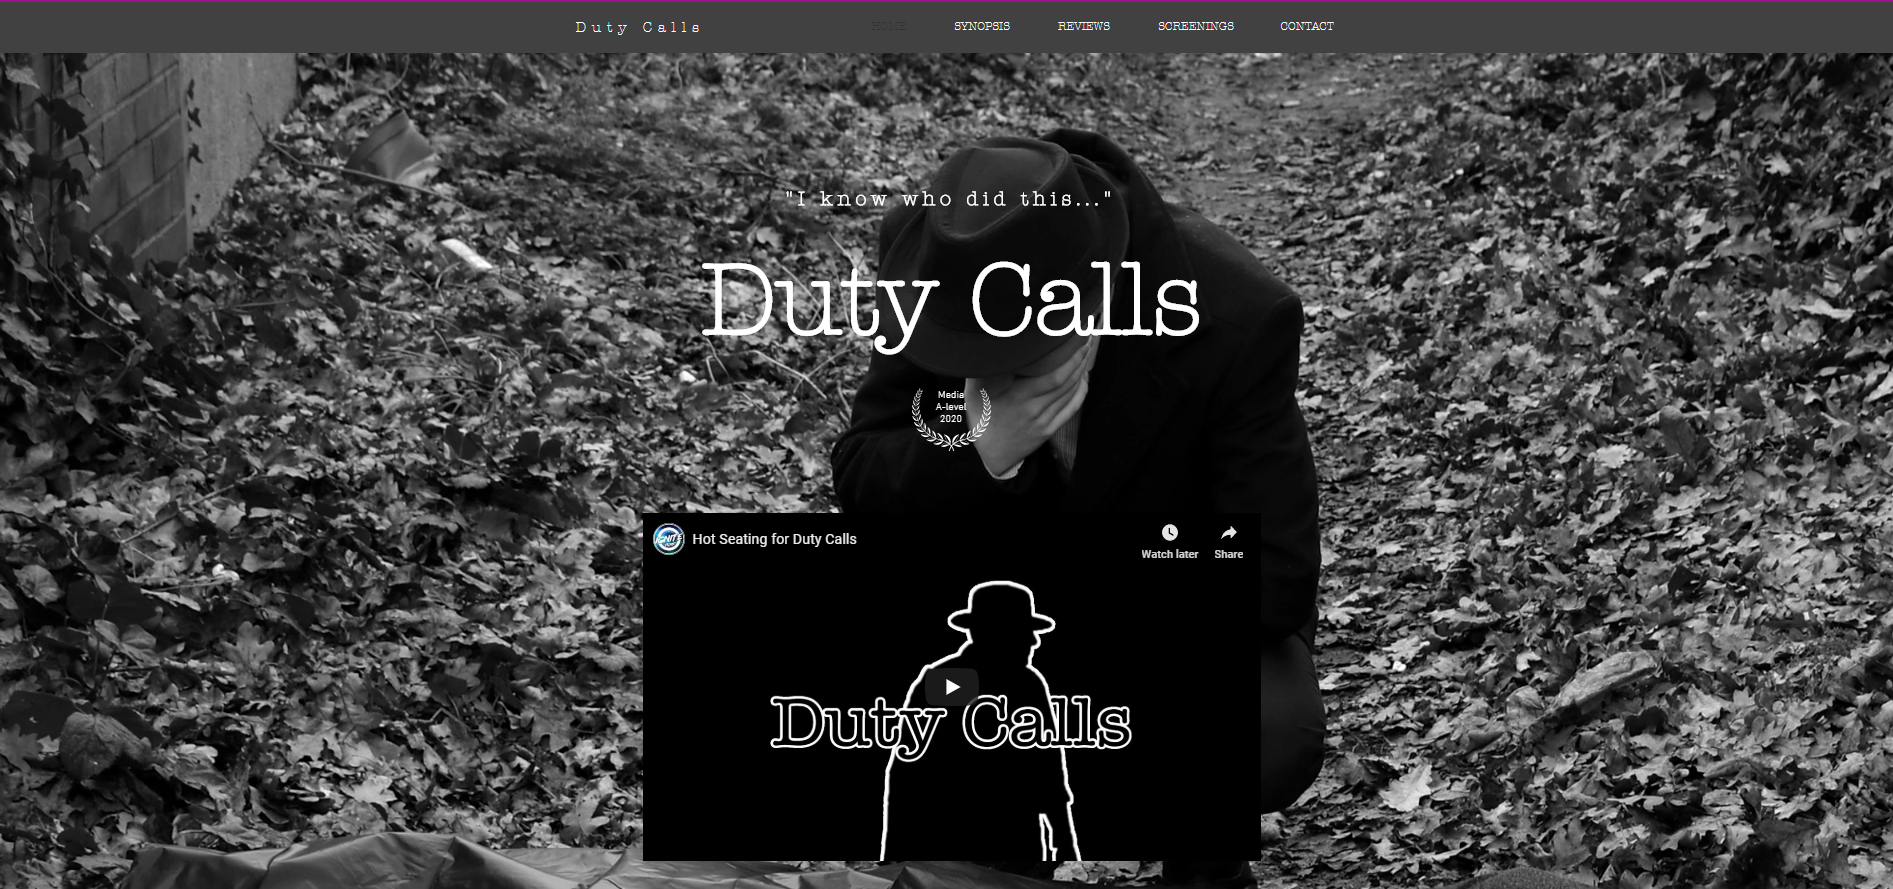 Duty Calls
HOME
SYNOPSIS
REVIEWS
SCREENINGS
CONTACT
"I know who did this..."
Duty Calls
Media
A-level
2020
Hot Seating for Duty Calls
Watch later
Share
Duty Calls